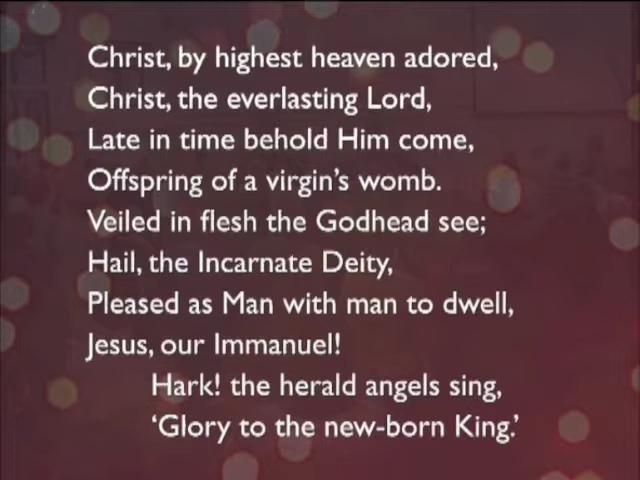 Christ, by highest heaven adored,
Christ, the everlasting Lord,
Late in time behold Him come,
Offspring of a virgin’s womb.
Veiled in flesh the Godhead see;
Hail, the Incarnate Deity,
Pleased as Man with man to dwell,
Jesus, our Immanuel!
Hark! the herald angels sing,
‘Glory to the new-born King.’